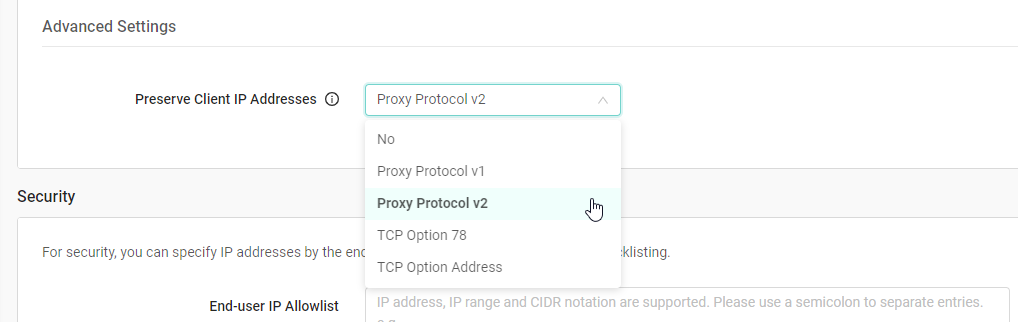 Advanced Settings
Preserve Client IP Addresses
Proxy Protocol v2
No
Proxy Protocol v1
Proxy Protocol v2
TCP Option 78
TCP Option Address
Security
For security, you can specify IP addresses by the end cklisting.
End-user IP Allowlist
IP address, IP range and CIDR notation are supported. Please use a semicolon to separate entries.